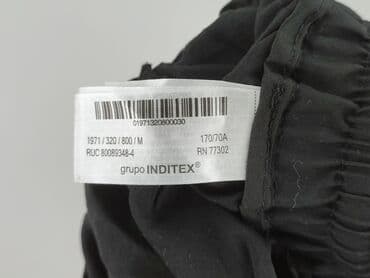 01971320800030
1971 / 320 / 800 / M 170/70A
RUC 80089348-4 RN 77302
grupo INDITEX®